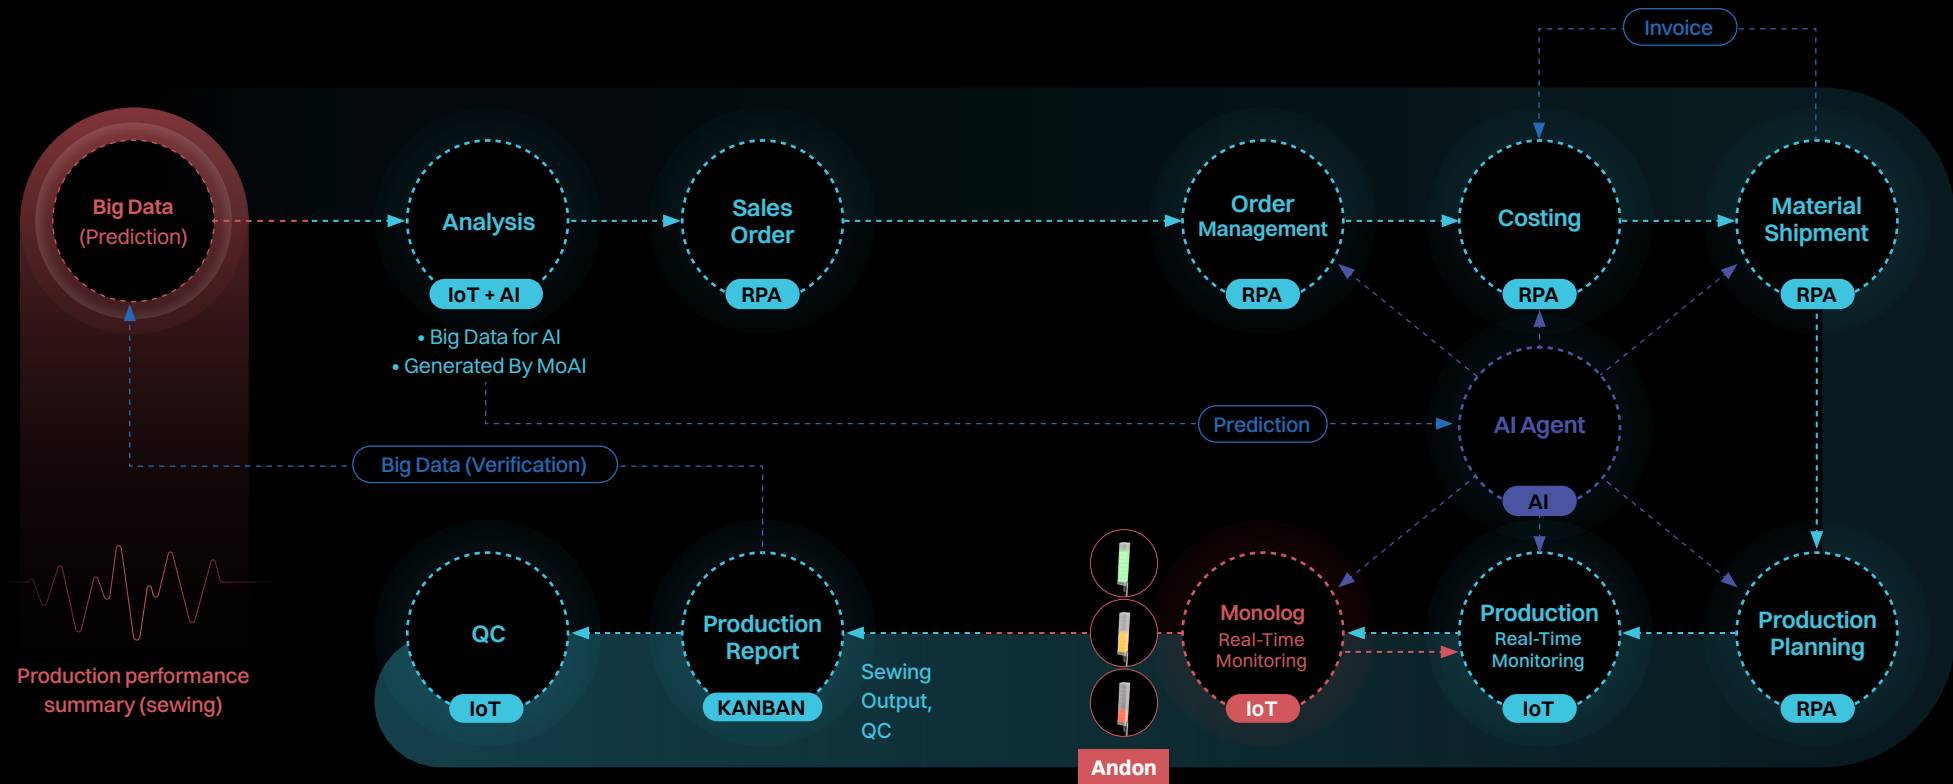 Invoice
Big Data
(Prediction)
Analysis
IoT + AI
• Big Data for AI
• Generated By MoAI
Sales
Order
RPA
Order
Management
RPA
Costing
RPA
Material
Shipment
RPA
Prediction
AI Agent
AI
Big Data (Verification)
Production performance
summary (sewing)
QC
IoT
Production
Report
KANBAN
Sewing
Output,
QC
Andon
Monolog
Real-Time
Monitoring
IoT
Production
Real-Time
Monitoring
IoT
Production
Planning
RPA